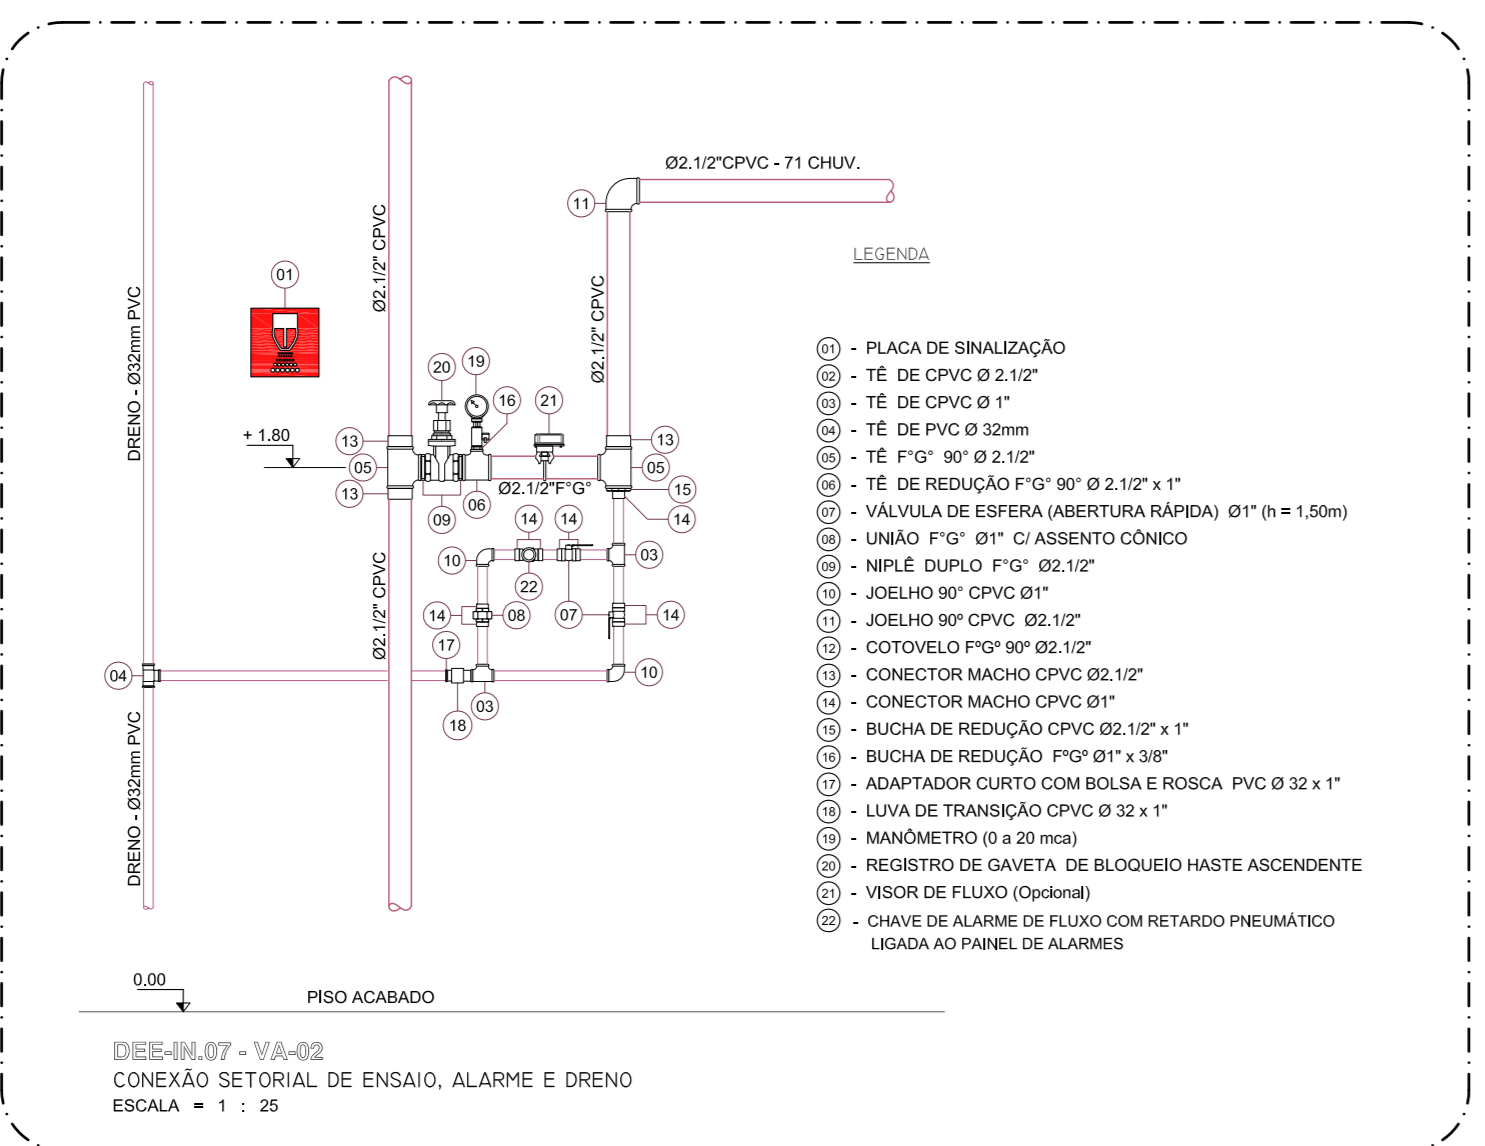 Ø2.1/2"CPVC - 71 CHUV.
11
LEGENDA
01
DRENO - Ø32mm PVC
Ø2.1/2" CPVC
Ø2.1/2" CPVC
20
19
16
21
+ 1.80
13
05
13
13
05
15
14
Ø2.1/2"F°G°
09
06
14
14
10
03
22
14
08
07
14
Ø2.1/2" CPVC
17
04
10
03
18
DRENO - Ø32mm PVC
01 - PLACA DE SINALIZAÇÃO
02 - TÊ DE CPVC Ø 2.1/2"
03 - TÊ DE CPVC Ø 1"
04 - TÊ DE PVC Ø 32mm
05 - TÊ F°G° 90° Ø 2.1/2"
06 - TÊ DE REDUÇÃO F°G° 90° Ø 2.1/2" x 1"
07 - VÁLVULA DE ESFERA (ABERTURA RÁPIDA) Ø1" (h = 1,50m)
08 - UNIÃO F°G° Ø1" C/ ASSENTO CÔNICO
09 - NIPLÊ DUPLO F°G° Ø2.1/2"
10 - JOELHO 90° CPVC Ø1"
11 - JOELHO 90º CPVC Ø2.1/2"
12 - COTOVELO FºGº 90º Ø2.1/2"
13 - CONECTOR MACHO CPVC Ø2.1/2"
14 - CONECTOR MACHO CPVC Ø1"
15 - BUCHA DE REDUÇÃO CPVC Ø2.1/2" x 1"
16 - BUCHA DE REDUÇÃO FºGº Ø1" x 3/8"
17 - ADAPTADOR CURTO COM BOLSA E ROSCA PVC Ø 32 x 1"
18 - LUVA DE TRANSIÇÃO CPVC Ø 32 x 1"
19 - MANÔMETRO (0 a 20 mca)
20 - REGISTRO DE GAVETA DE BLOQUEIO HASTE ASCENDENTE
21 - VISOR DE FLUXO (Opcional)
22 - CHAVE DE ALARME DE FLUXO COM RETARDO PNEUMÁTICO
LIGADA AO PAINEL DE ALARMES
0.00
PISO ACABADO
DEE-IN.07 - VA-02
CONEXÃO SETORIAL DE ENSAIO, ALARME E DRENO
ESCALA = 1 : 25